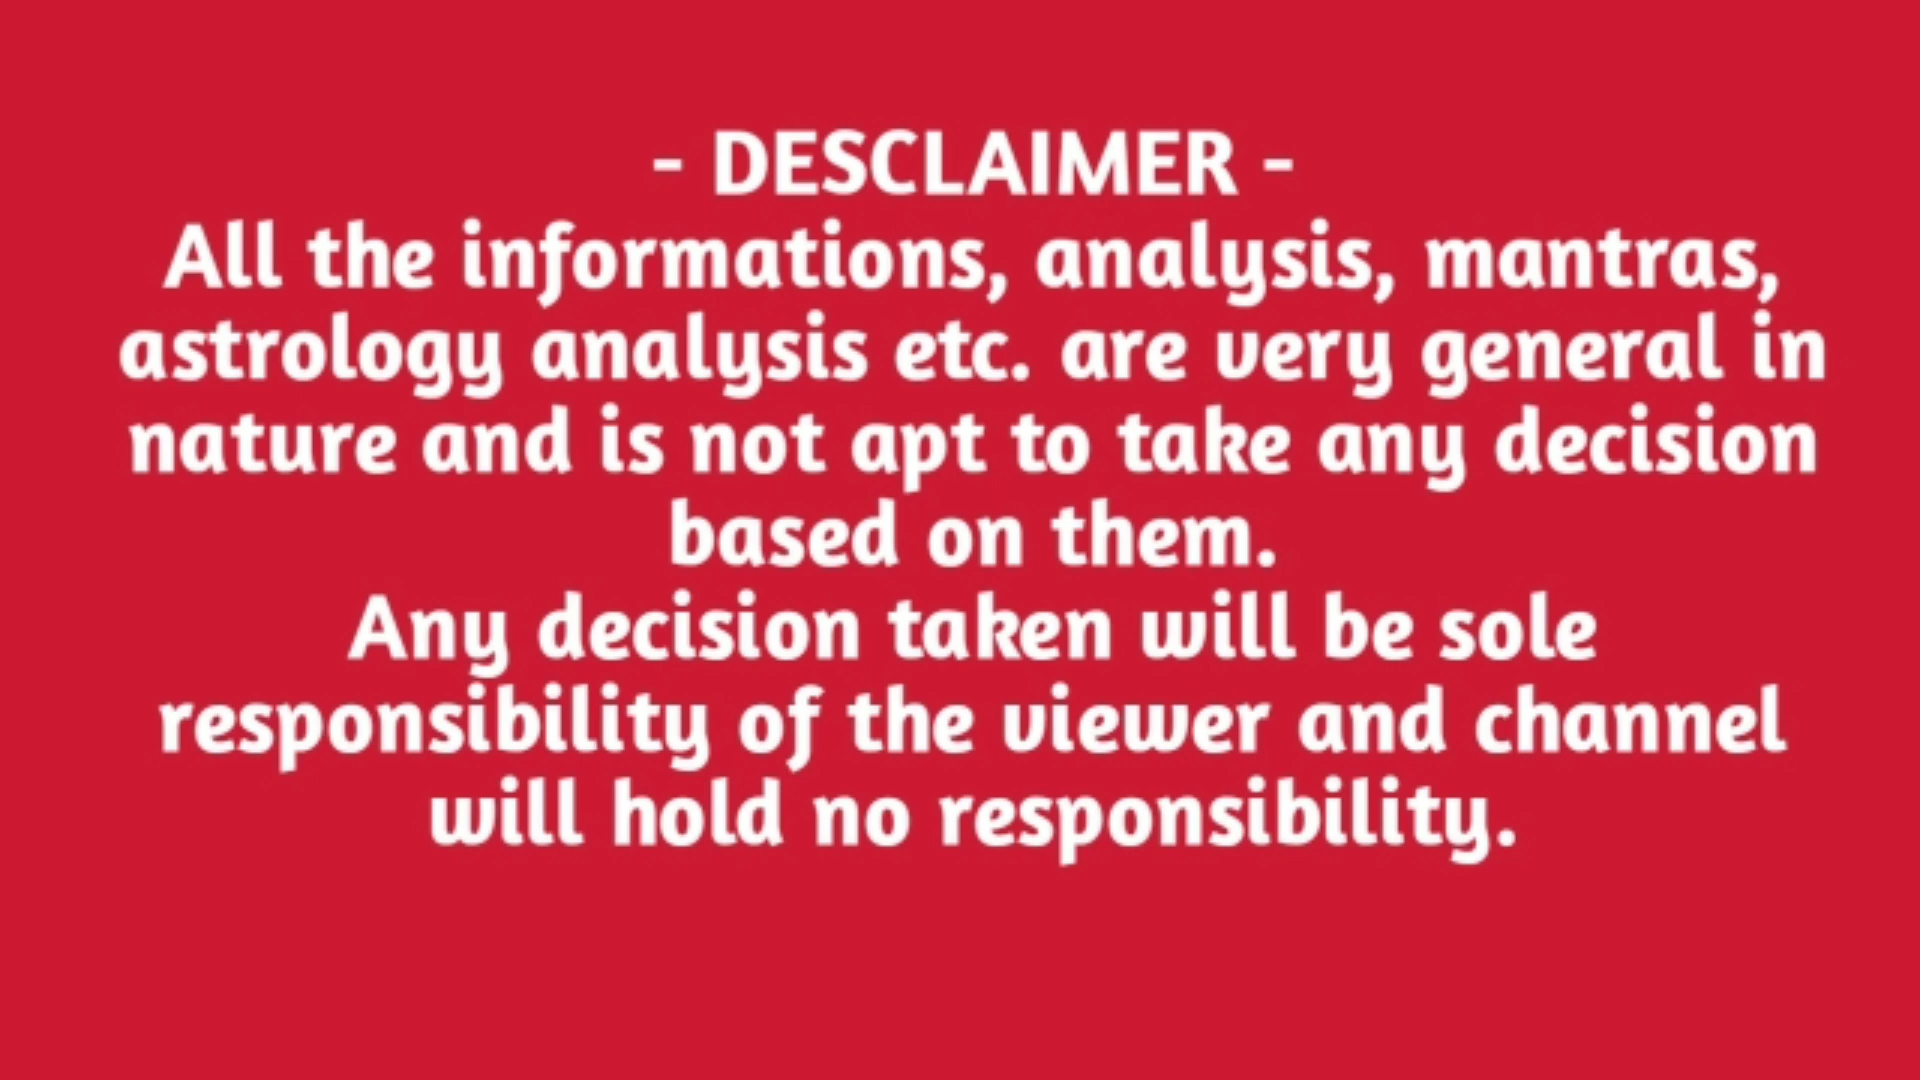 - DESCLAIMER -
All the informations, analysis, mantras,
astrology analysis etc. are very general in
nature and is not apt to take any decision
based on them.
Any decision taken will be sole
responsibility of the viewer and channel
will hold no responsibility.